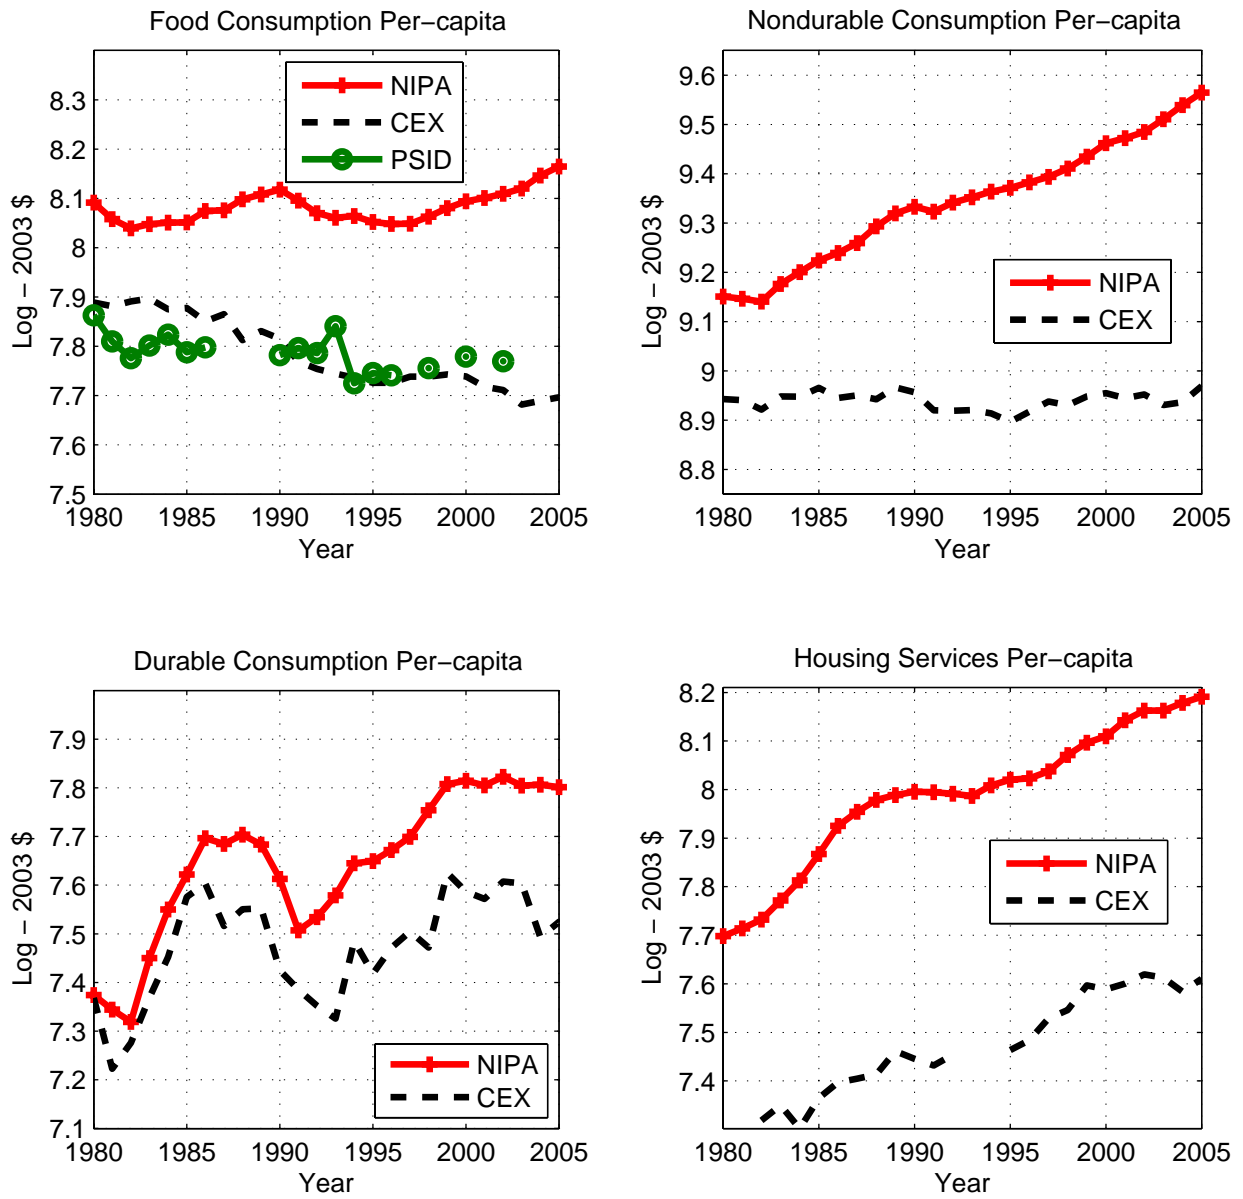 Food Consumption Per−capita
Log − 2003 $
8.3
8.2
8.1
8
7.9
7.8
7.7
7.6
7.5
NIPA
CEX
PSID
1980 1985 1990 1995 2000 2005
Year
Nondurable Consumption Per−capita
Log − 2003 $
9.6
9.5
9.4
9.3
9.2
9.1
9
8.9
8.8
NIPA
CEX
1980 1985 1990 1995 2000 2005
Year
Durable Consumption Per−capita
Log − 2003 $
7.9
7.8
7.7
7.6
7.5
7.4
7.3
7.2
7.1
NIPA
CEX
1980 1985 1990 1995 2000 2005
Year
Housing Services Per−capita
Log − 2003 $
8.2
8.1
8
7.9
7.8
7.7
7.6
7.5
7.4
NIPA
CEX
1980 1985 1990 1995 2000 2005
Year